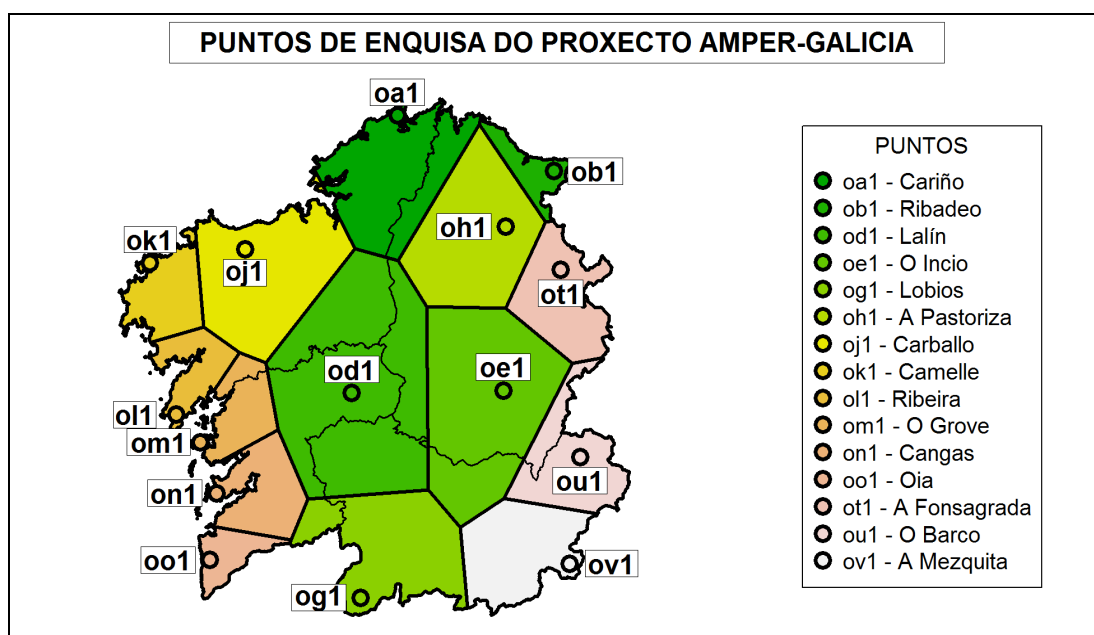 PUNTOS DE ENQUISA DO PROXECTO AMPER-GALICIA
oa1
ob1
oh1
ok1
oj1
ot1
od1
oe1
ol1
om1
ou1
on1
oo1
ov1
og1
PUNTOS
oa1 - Cariño
ob1 - Ribadeo
od1 - Lalín
oe1 - O Incio
og1 - Lobios
oh1 - A Pastoriza
oj1 - Carballo
ok1 - Camelle
ol1 - Ribeira
om1 - O Grove
on1 - Cangas
oo1 - Oia
ot1 - A Fonsagrada
ou1 - O Barco
ov1 - A Mezquita